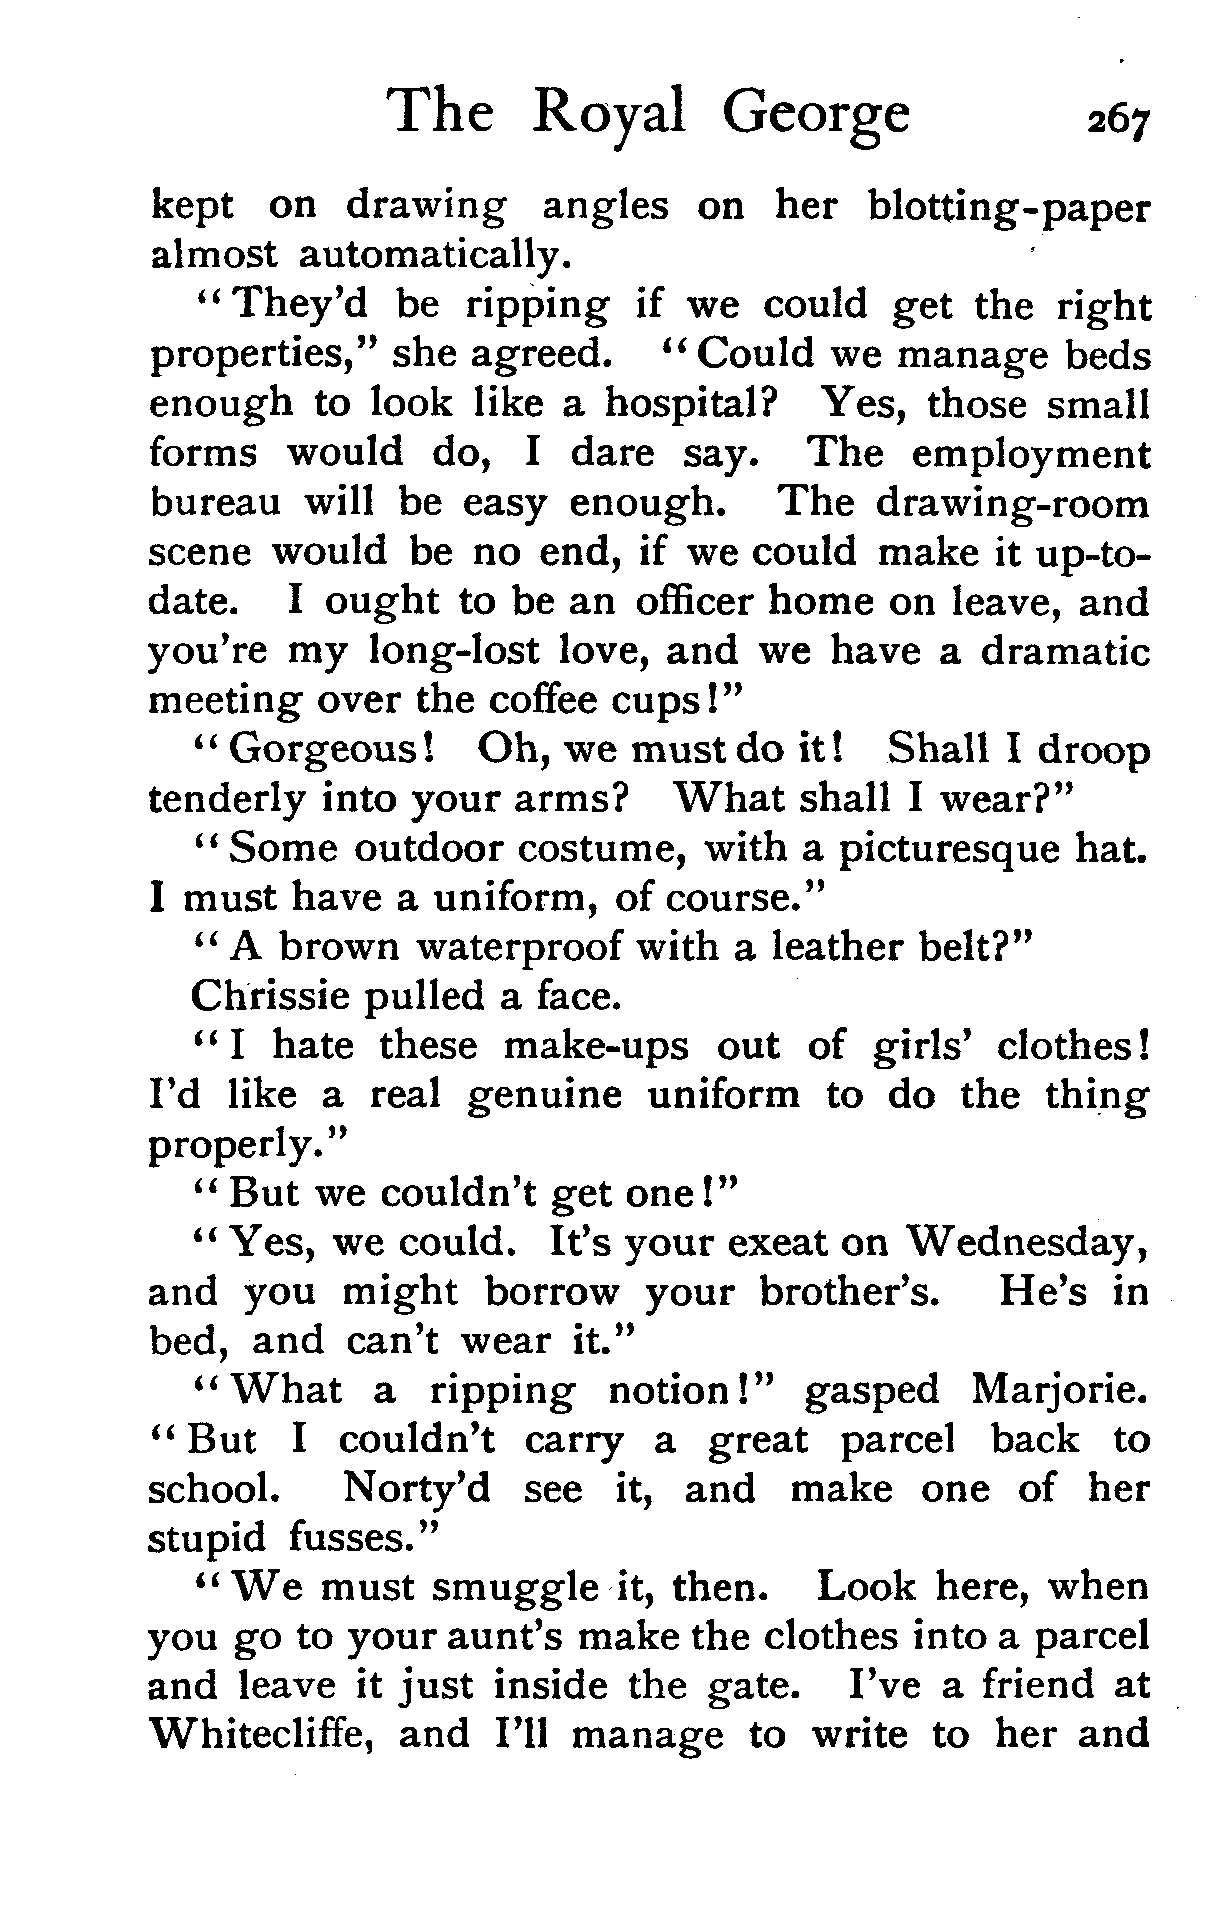 The Royal George 267
kept on drawing angles on her blotting-paper
almost automatically.
"They'd be ripping if we could get the right
properties," she agreed. "Could we manage beds
enough to look like a hospital? Yes, those small
forms would do, I dare say. The employment
bureau will be easy enough. The drawing-room
scene would be no end, if we could make it up-to-
date. I ought to be an officer home on leave, and
you're my long-lost love, and we have a dramatic
meeting over the coffee cups!"
"Gorgeous! Oh, we must do it! Shall I droop
tenderly into your arms? What shall I wear?"
"Some outdoor costume, with a picturesque hat.
I must have a uniform, of course."
"A brown waterproof with a leather belt?"
Chrissie pulled a face.
"I hate these make-ups out of girls' clothes!
I'd like a real genuine uniform to do the thing
properly."
"But we couldn't get one!"
"Yes, we could. It's your exeat on Wednesday,
and you might borrow your brother's. He's in
bed, and can't wear it."
"What a ripping notion!" gasped Marjorie.
"But I couldn't carry a great parcel back to
school. Norty'd see it, and make one of her
stupid fusses."
"We must smuggle it, then. Look here, when
you go to your aunt's make the clothes into a parcel
and leave it just inside the gate. I've a friend at
Whitecliffe, and I'll manage to write to her and